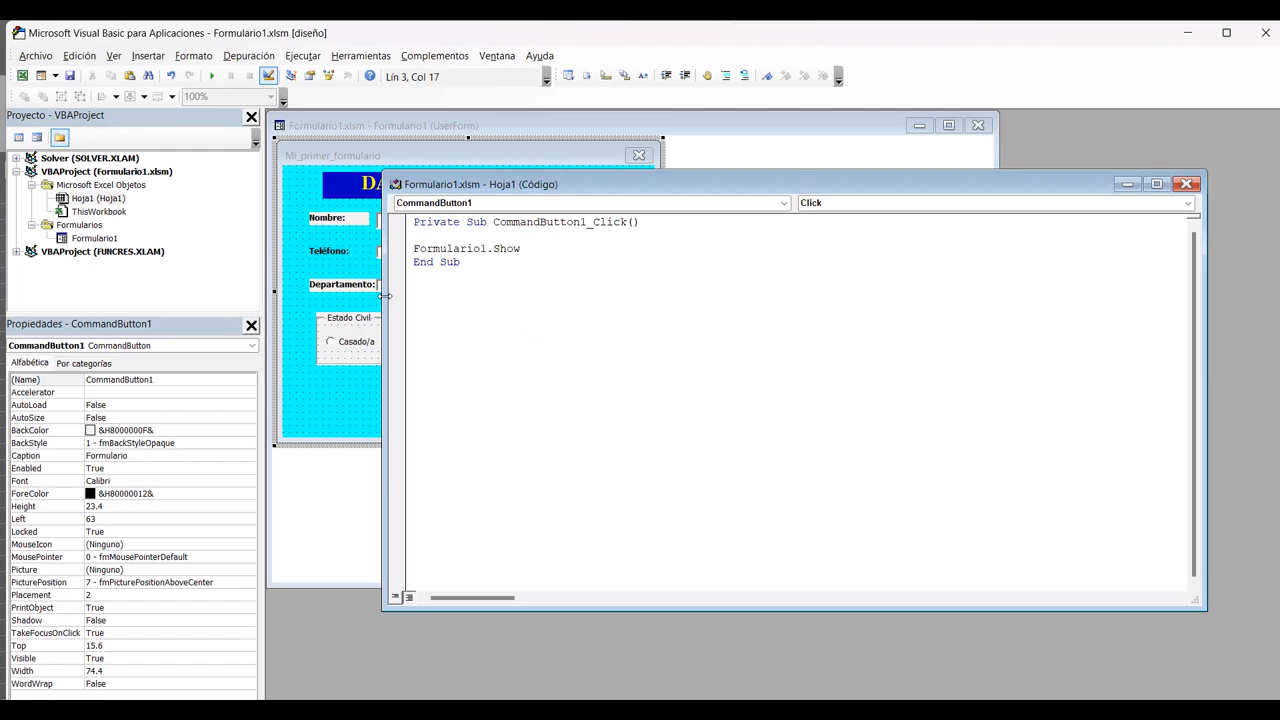 Microsoft Visual Basic para Aplicaciones - Formulario1.xlsm [diseño]
Archivo Edición Ver Insertar Formato Depuración Ejecutar Herramientas Complementos Ventana Ayuda
Lín 3, Col 17
100%
Proyecto - VBAProject
Solver (SOLVER.XLAM)
VBAProject (Formulario1.xlsm)
Microsoft Excel Objetos
Hoja1 (Hoja1)
ThisWorkbook
Formularios
Formulario1
VBAProject (FUNCRES.XLAM)
Propiedades - CommandButton1
CommandButton1 CommandButton
Alfabética Por categorías
(Name) CommandButton1
Accelerator
AutoLoad False
AutoSize False
BackColor &H8000000F&
BackStyle 1 - fmBackStyleOpaque
Caption Formulario
Enabled True
Font Calibri
ForeColor &H80000012&
Height 23.4
Left 63
Locked True
MouseIcon (Ninguno)
MousePointer 0 - fmMousePointerDefault
Picture (Ninguno)
PicturePosition 7 - fmPicturePositionAboveCenter
Placement 2
PrintObject True
Shadow False
TakeFocusOnClick True
Top 15.6
Visible True
Width 74.4
WordWrap False
Formulario1.xlsm - Formulario1 (UserForm)
Mi_primer_formulario
Nombre:
Teléfono:
Departamento:
Estado Civil
Casado/a
Formulario1.xlsm - Hoja1 (Código)
CommandButton1 Click
Private Sub CommandButton1_Click()
Formulario1.Show
End Sub